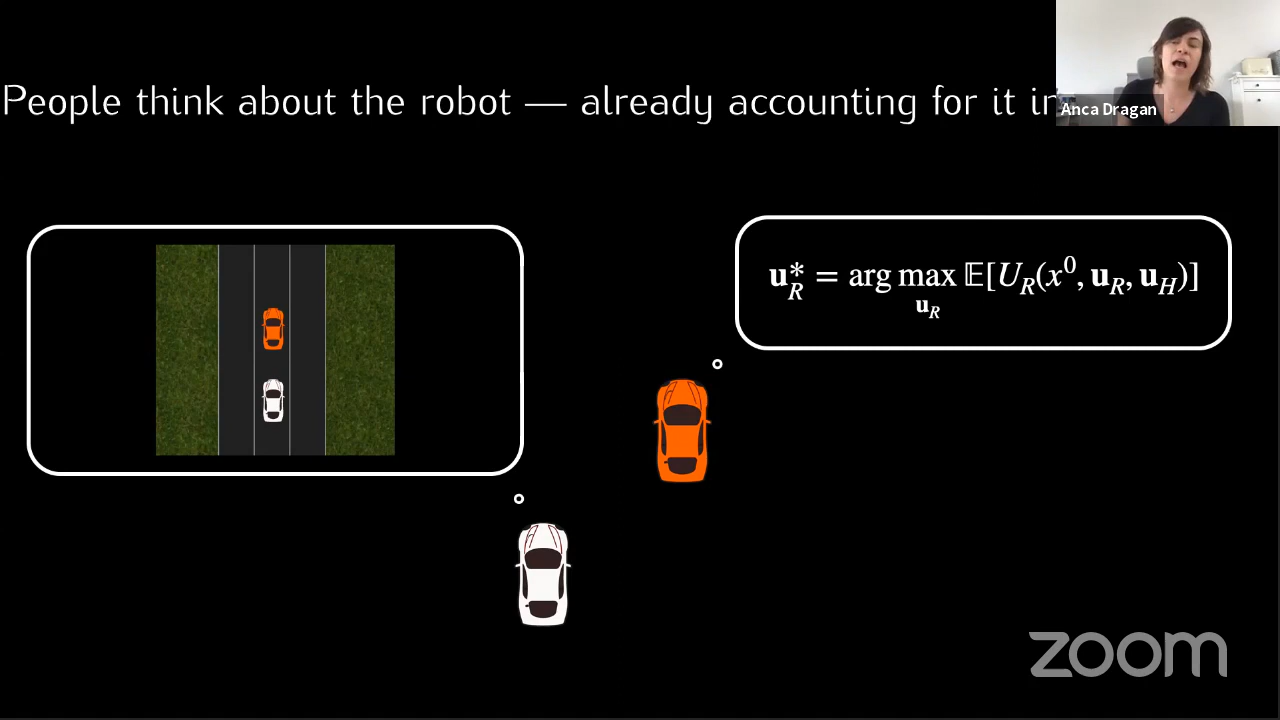 People think about the robot — already accounting for it in
Anca Dragan
𝐮*_R = arg max_{𝐮_R} 𝔼[U_R(x⁰, 𝐮_R, 𝐮_H)]
zoom